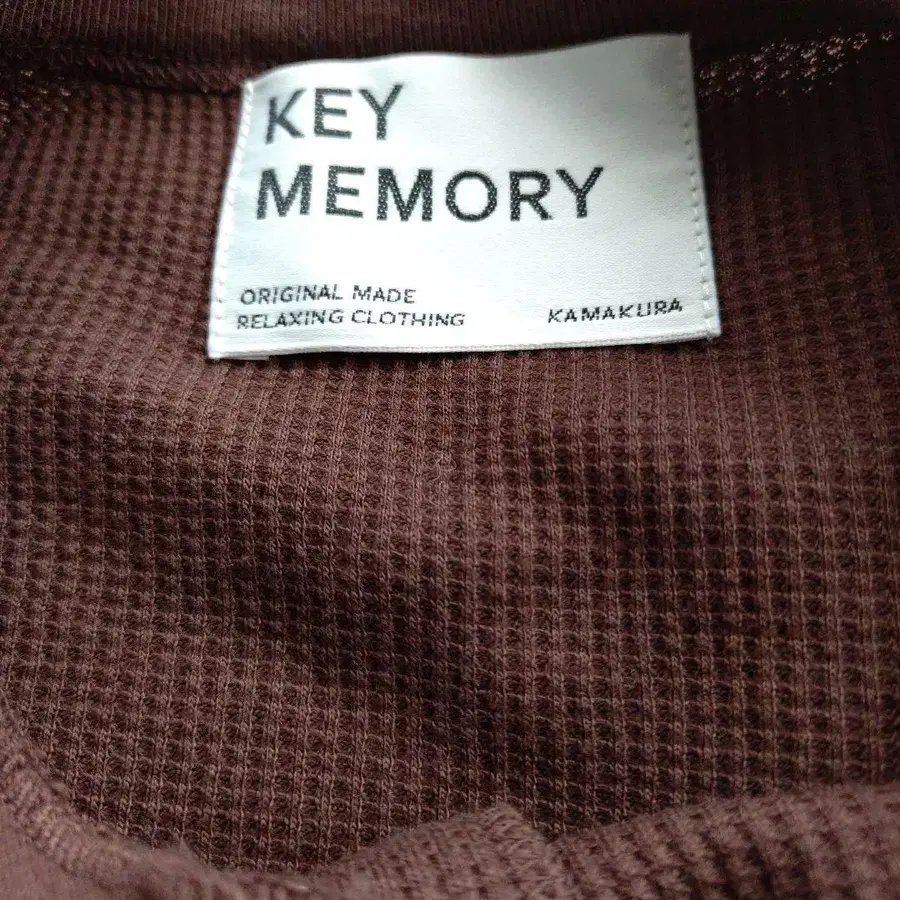 KEY
MEMORY
ORIGINAL MADE
RELAXING CLOTHING
KAMAKURA